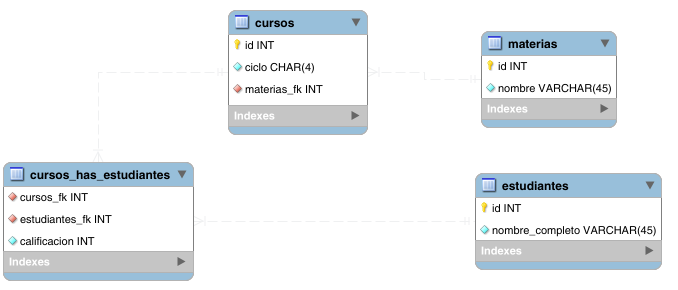 cursos
id INT
ciclo CHAR(4)
materias_fk INT
Indexes
materias
id INT
nombre VARCHAR(45)
Indexes
cursos_has_estudiantes
cursos_fk INT
estudiantes_fk INT
calificacion INT
Indexes
estudiantes
id INT
nombre_completo VARCHAR(45)
Indexes